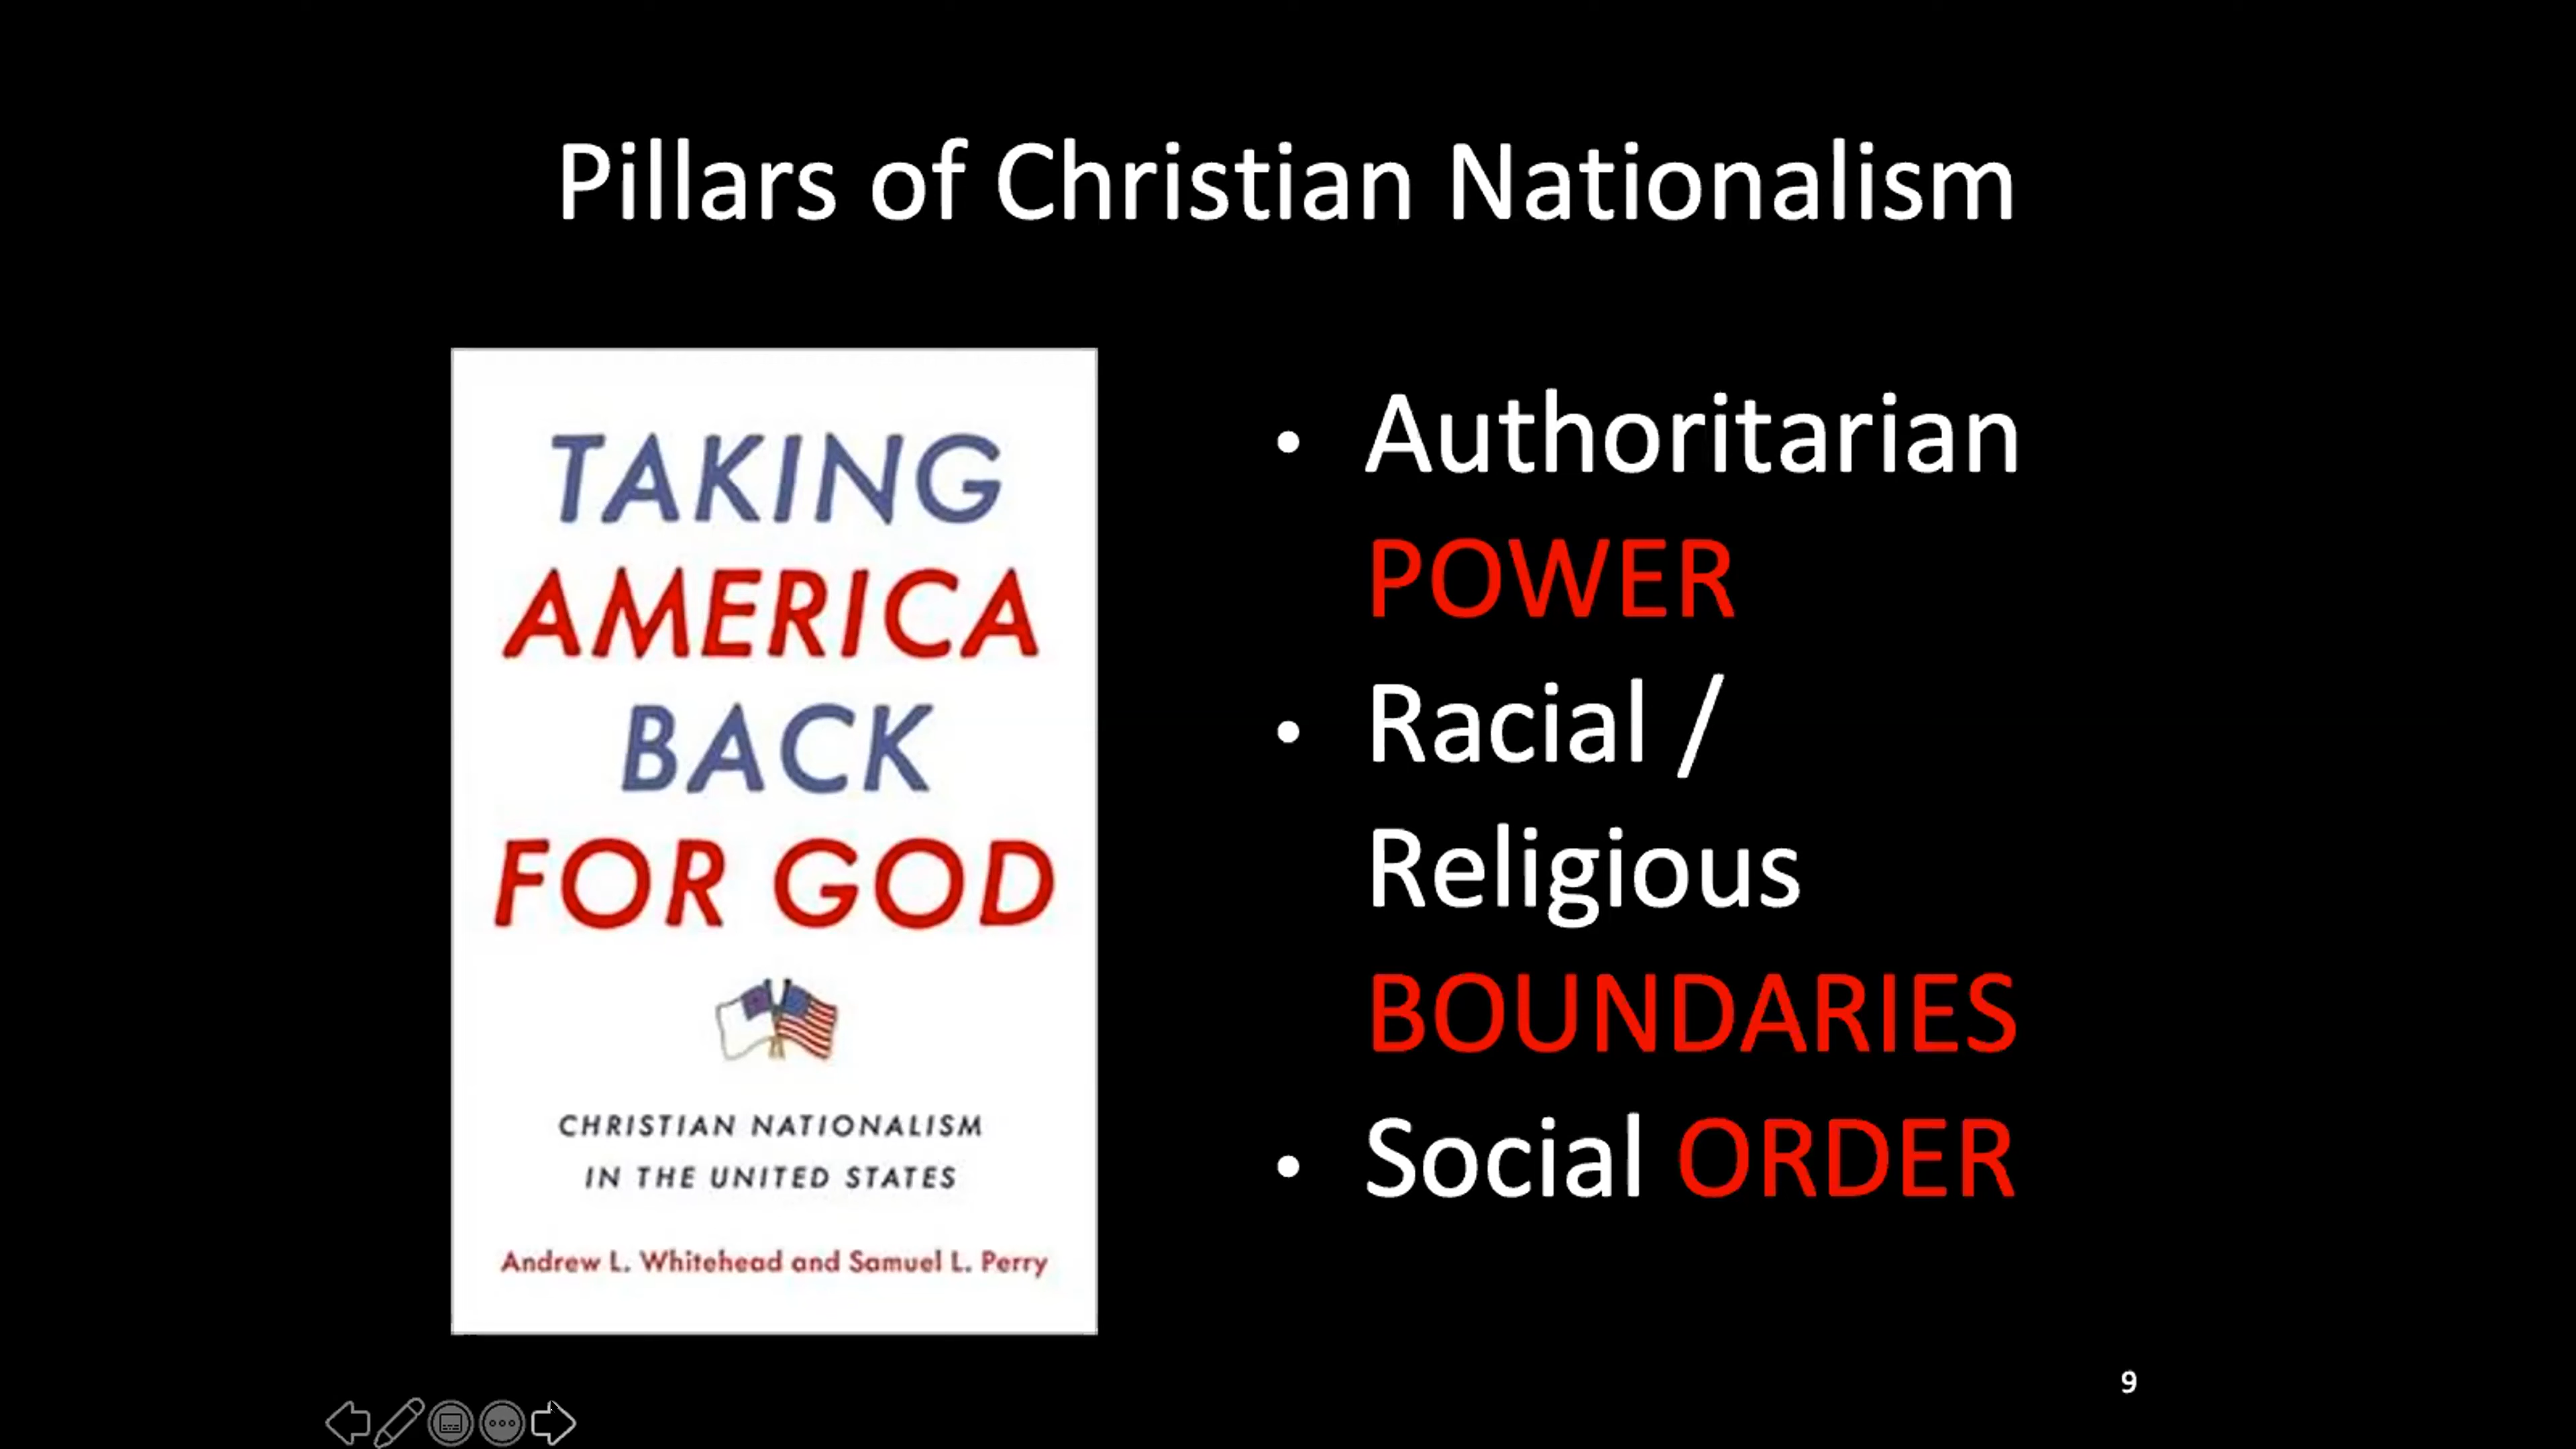 Pillars of Christian Nationalism
TAKING
AMERICA
BACK
FOR GOD
CHRISTIAN NATIONALISM
IN THE UNITED STATES
Andrew L. Whitehead and Samuel L. Perry
• Authoritarian
POWER
• Racial /
Religious
BOUNDARIES
• Social ORDER
9